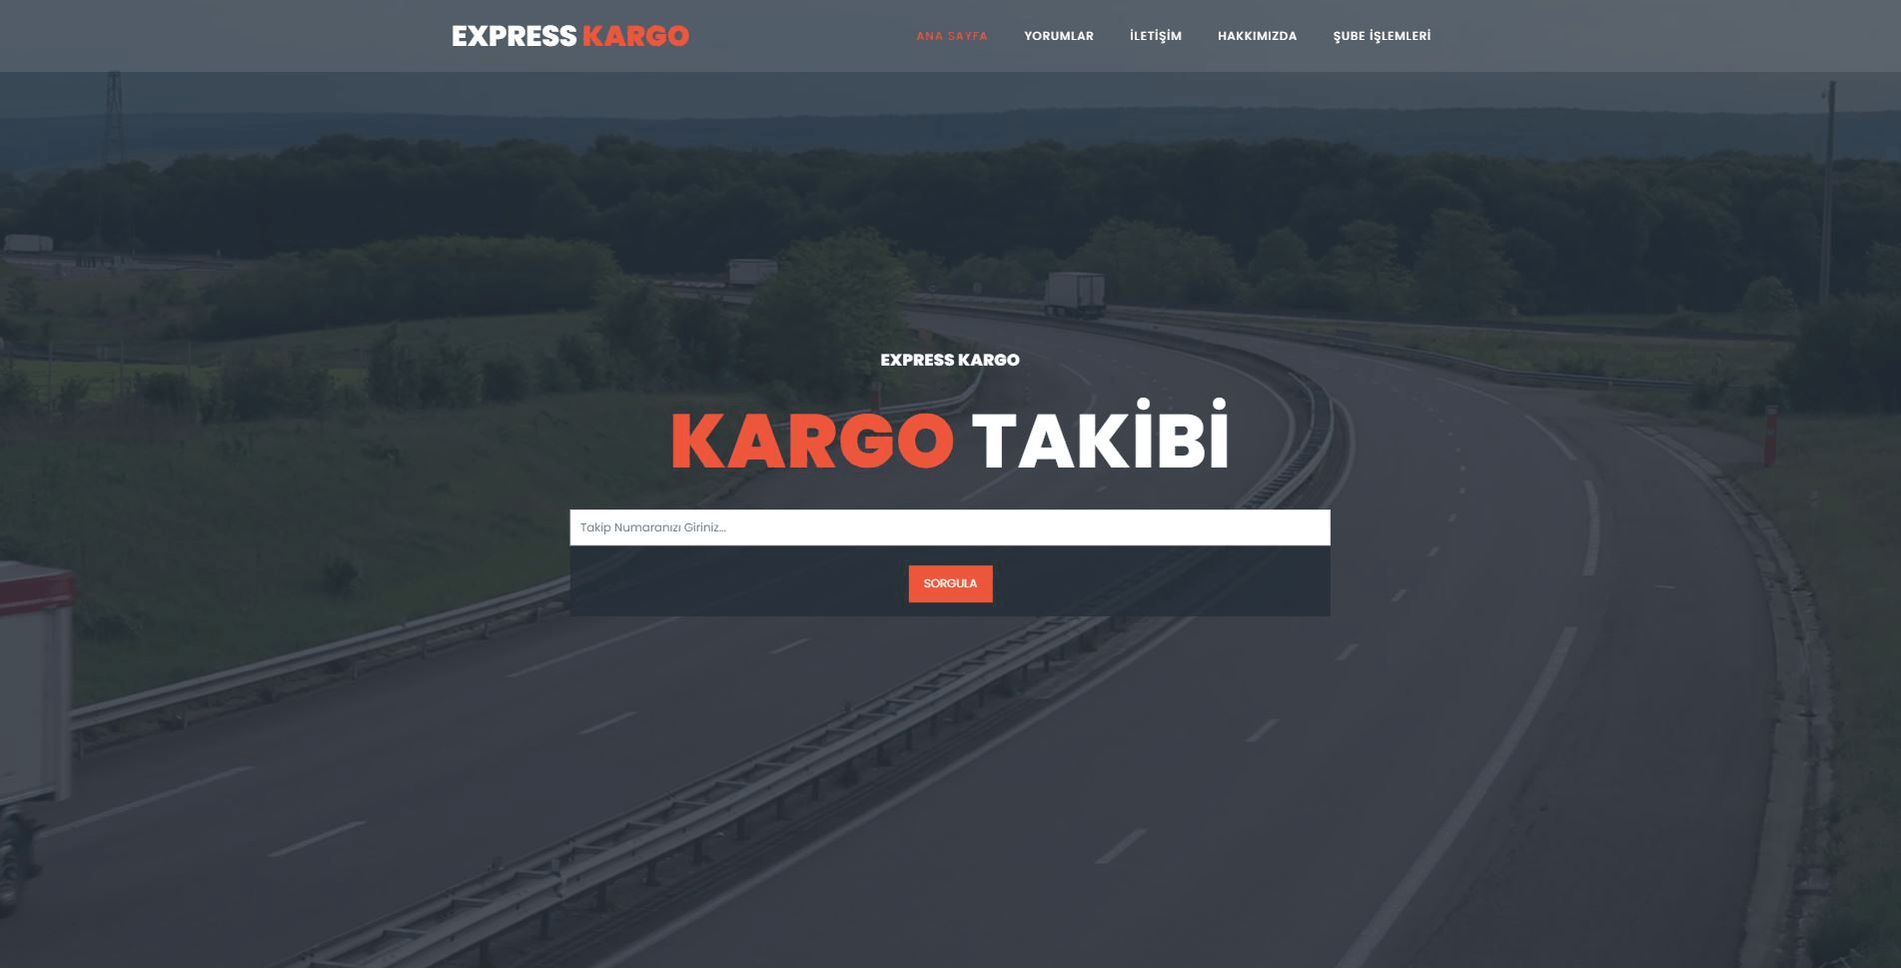 EXPRESS KARGO
ANA SAYFA
YORUMLAR
İLETİŞİM
HAKKIMIZDA
ŞUBE İŞLEMLERİ
EXPRESS KARGO
KARGO TAKİBİ
Takip Numaranızı Giriniz...
SORGULA